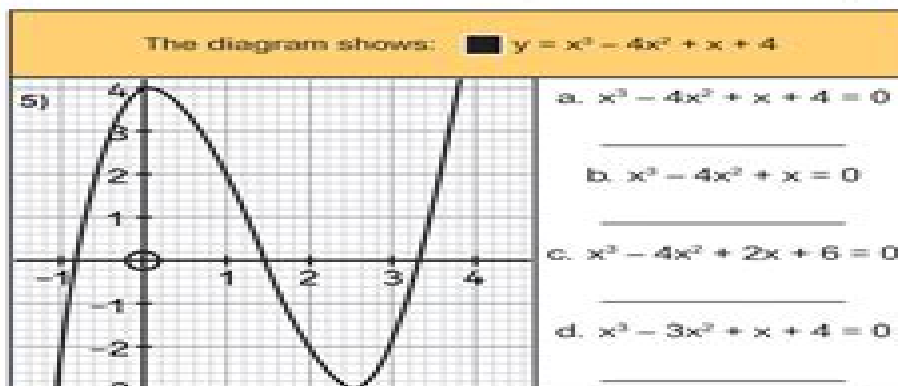 The diagram shows: y = x³ – 4x² + x + 4
5)
a. x³ – 4x² + x + 4 = 0
b. x³ – 4x² + x = 0
c. x³ – 4x² + 2x + 6 = 0
d. x³ – 3x² + x + 4 = 0
4
3
2
1
-1 0 1 2 3 4
-1
-2